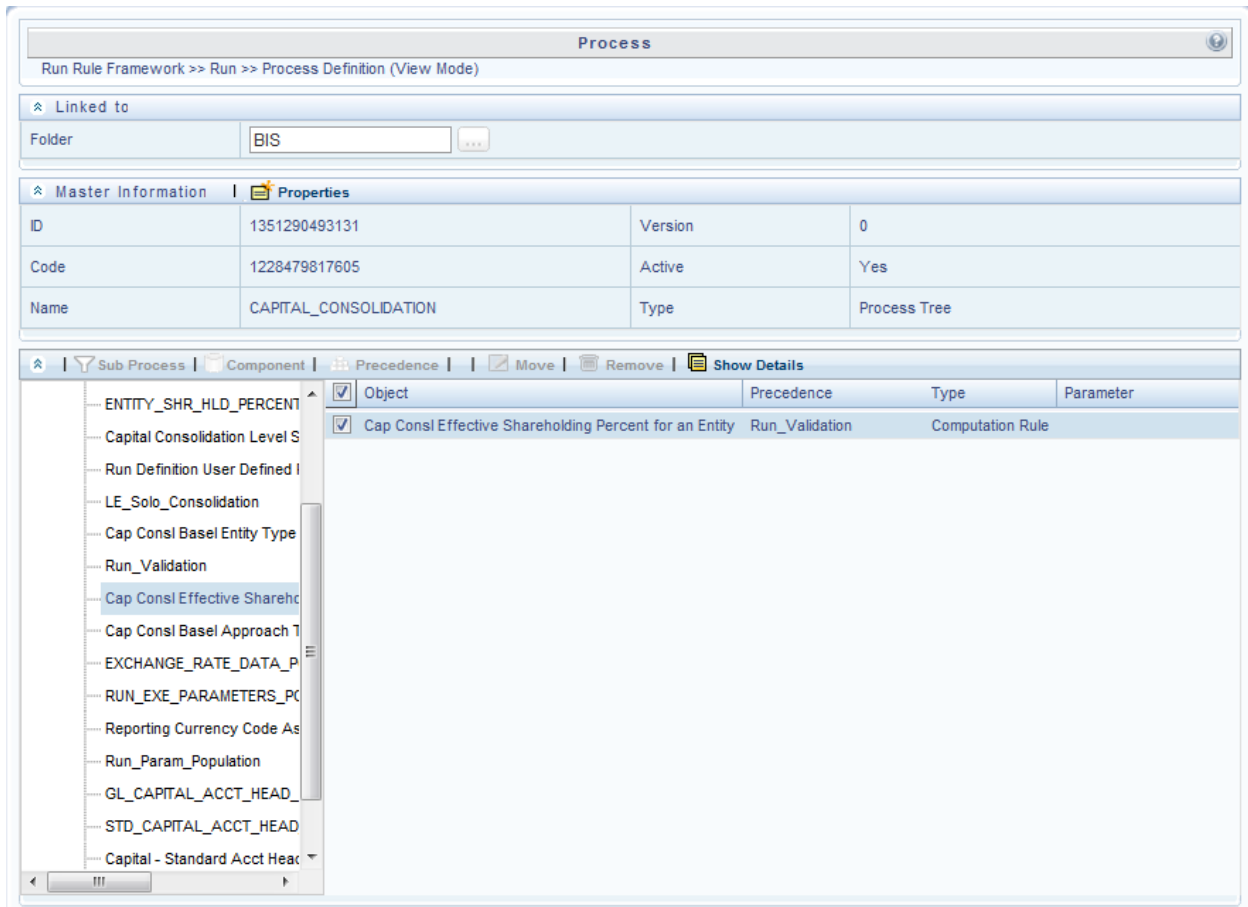 Process
Run Rule Framework >> Run >> Process Definition (View Mode)
Linked to
Folder BIS ...
Master Information | Properties
ID 1351290493131 Version 0
Code 1228479817605 Active Yes
Name CAPITAL_CONSOLIDATION Type Process Tree
| Sub Process | Component | Precedence | | Move | Remove | Show Details
Object Precedence Type Parameter
Cap Consl Effective Shareholding Percent for an Entity Run_Validation Computation Rule
ENTITY_SHR_HLD_PERCENT
Capital Consolidation Level S
Run Definition User Defined
LE_Solo_Consolidation
Cap Consl Basel Entity Type
Run_Validation
Cap Consl Effective Shareho
Cap Consl Basel Approach T
EXCHANGE_RATE_DATA_P
RUN_EXE_PARAMETERS_PO
Reporting Currency Code As
Run_Param_Population
GL_CAPITAL_ACCT_HEAD_
STD_CAPITAL_ACCT_HEAD
Capital - Standard Acct Head